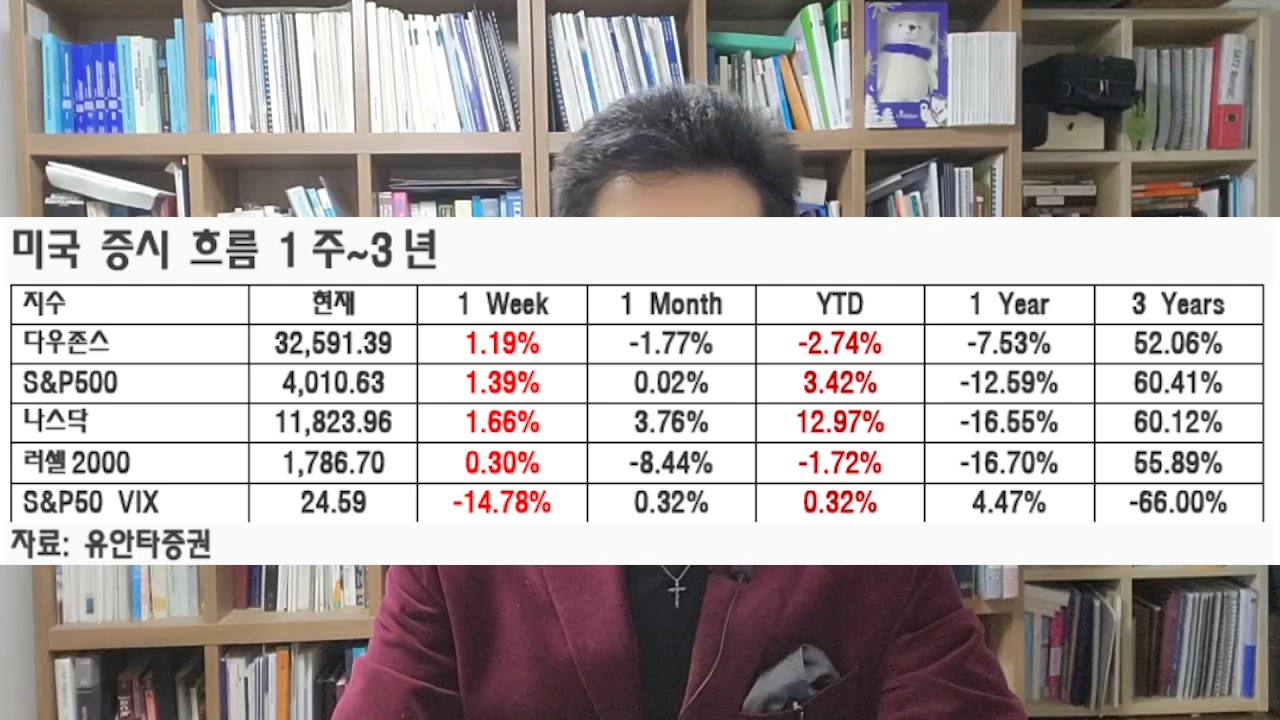 미국 증시 흐름 1주~3년
지수 현재 1 Week 1 Month YTD 1 Year 3 Years
다우존스 32,591.39 1.19% -1.77% -2.74% -7.53% 52.06%
S&P500 4,010.63 1.39% 0.02% 3.42% -12.59% 60.41%
나스닥 11,823.96 1.66% 3.76% 12.97% -16.55% 60.12%
러셀2000 1,786.70 0.30% -8.44% -1.72% -16.70% 55.89%
S&P50 VIX 24.59 -14.78% 0.32% 0.32% 4.47% -66.00%
자료: 유안타증권